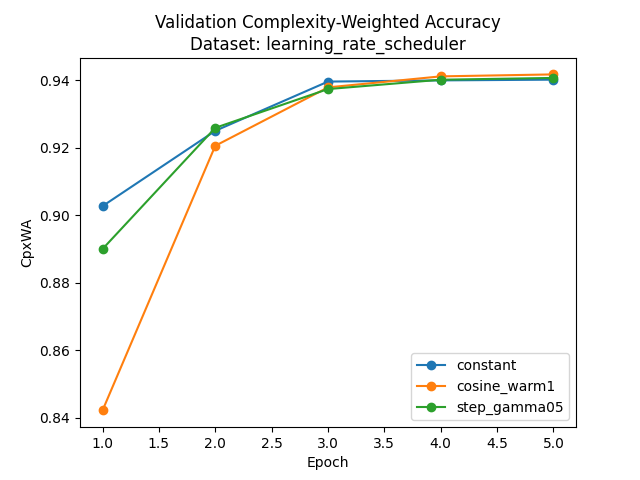 Validation Complexity-Weighted Accuracy
Dataset: learning_rate_scheduler
CpxWA
0.94
0.92
0.90
0.88
0.86
0.84
1.0 1.5 2.0 2.5 3.0 3.5 4.0 4.5 5.0
Epoch
constant
cosine_warm1
step_gamma05